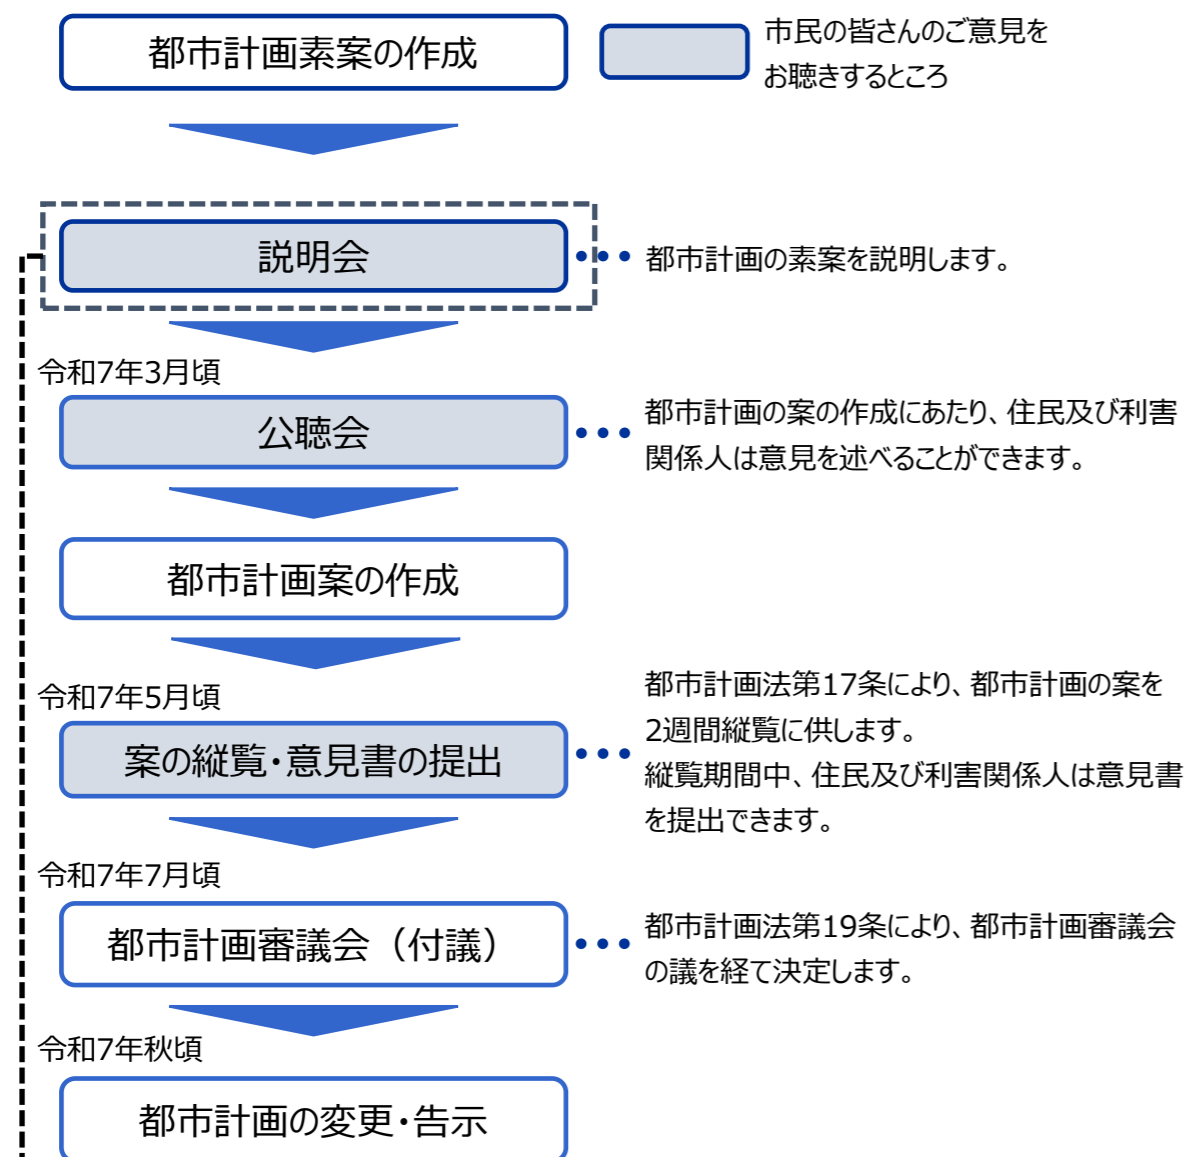 都市計画素案の作成
市民の皆さんのご意見を
お聴きするところ
説明会
都市計画の素案を説明します。
令和7年3月頃
公聴会
都市計画の案の作成にあたり、住民及び利害
関係人は意見を述べることができます。
都市計画案の作成
令和7年5月頃
案の縦覧・意見書の提出
都市計画法第17条により、都市計画の案を
2週間縦覧に供します。
縦覧期間中、住民及び利害関係人は意見書
を提出できます。
令和7年7月頃
都市計画審議会（付議）
都市計画法第19条により、都市計画審議会
の議を経て決定します。
令和7年秋頃
都市計画の変更・告示